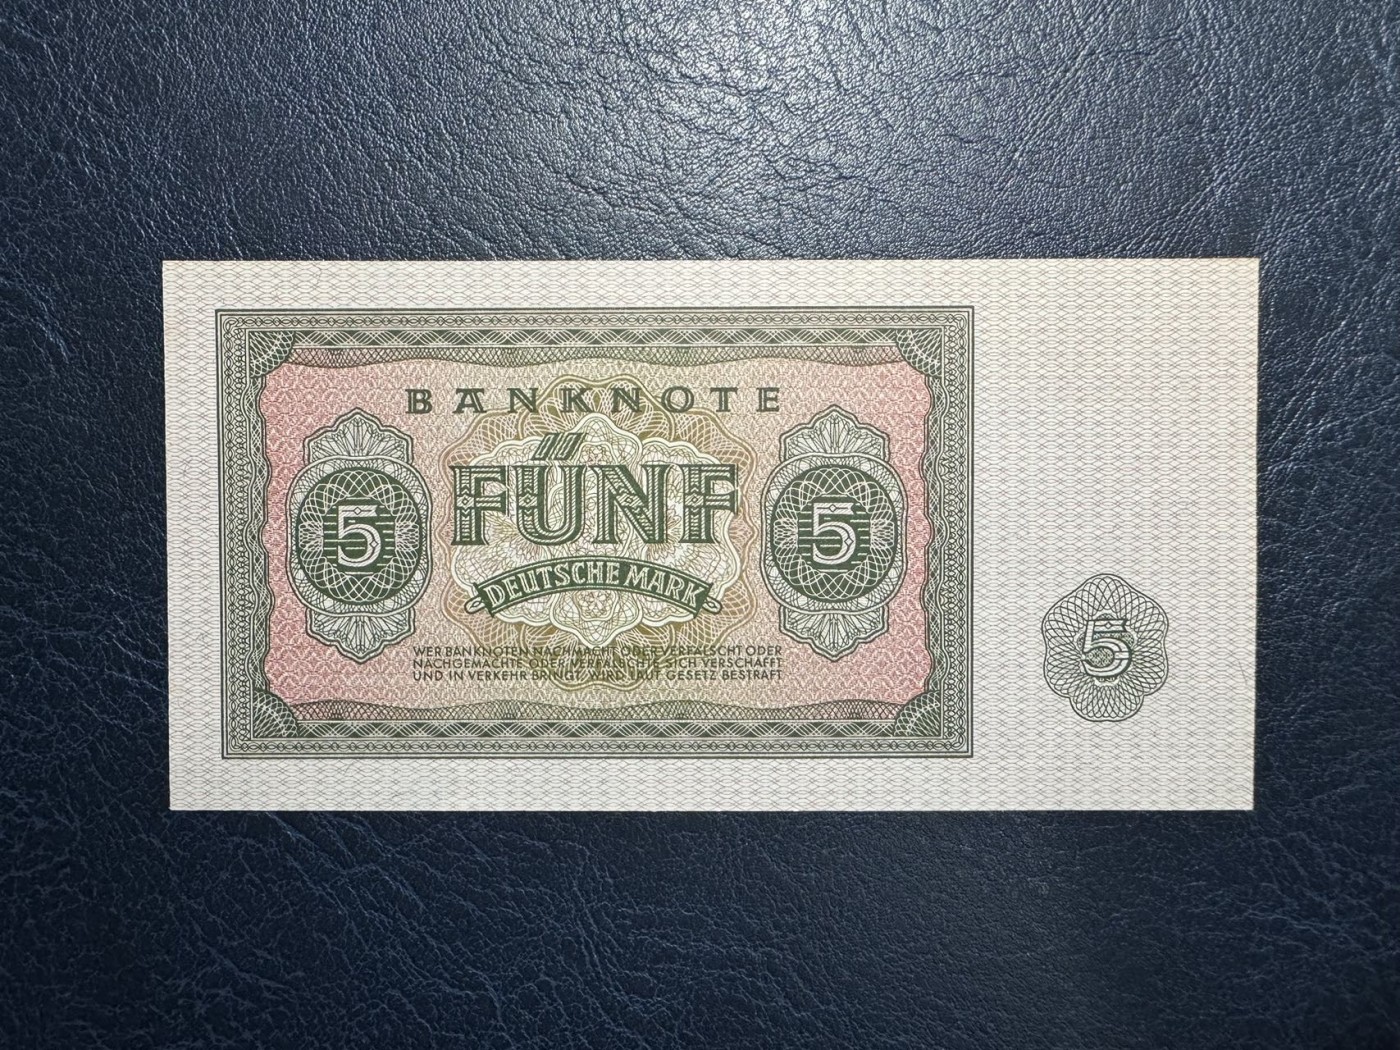 BANKNOTE
FÜNF
5
5
DEUTSCHE MARK
5
WER BANKNOTEN NACHMACHT ODER VERFÄLSCHT ODER
NACHGEMACHTE ODER VERFÄLSCHTE SICH VERSCHAFFT
UND IN VERKEHR BRINGT, WIRD LAUT GESETZ BESTRAFT